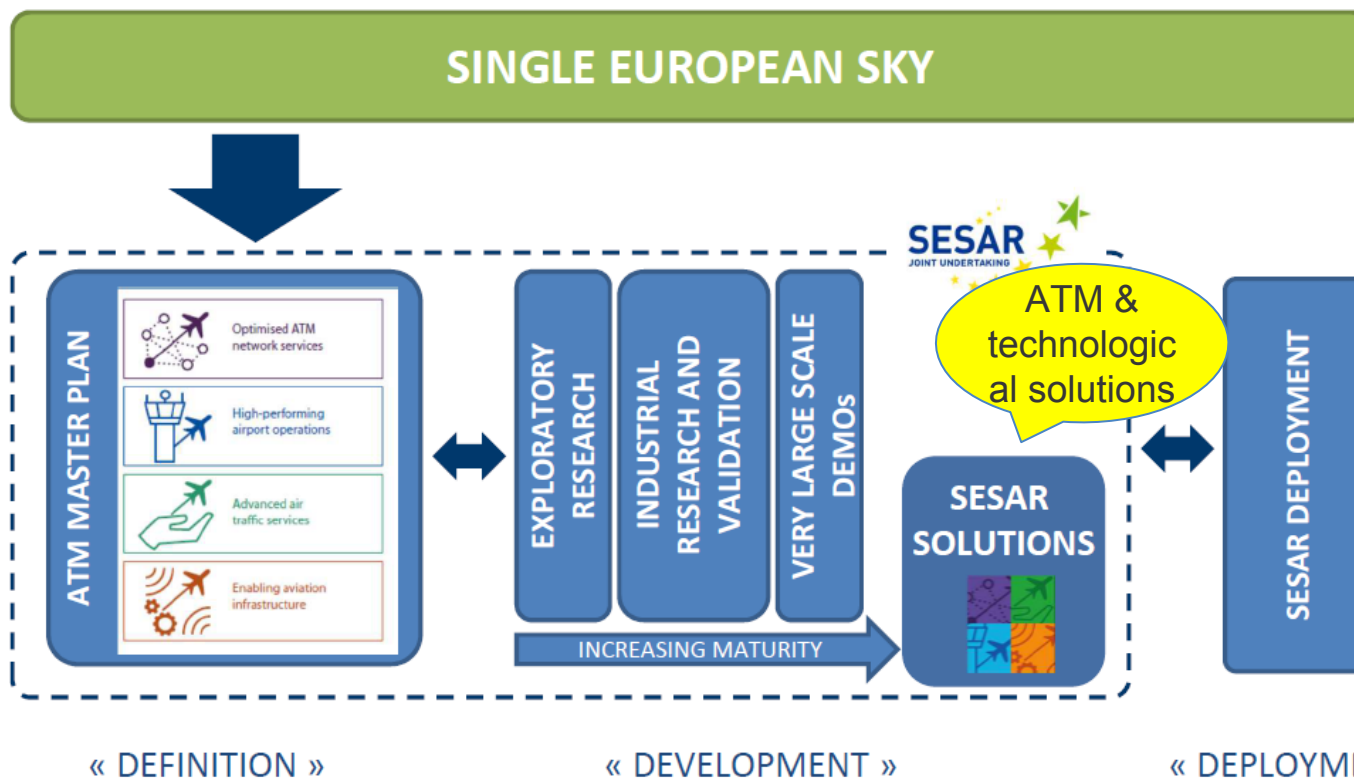 SINGLE EUROPEAN SKY
SESAR
JOINT UNDERTAKING
ATM MASTER PLAN
Optimised ATM
network services
High-performing
airport operations
Advanced air
traffic services
Enabling aviation
infrastructure
EXPLORATORY
RESEARCH
INDUSTRIAL
RESEARCH AND
VALIDATION
VERY LARGE SCALE
DEMOs
INCREASING MATURITY
ATM &
technologic
al solutions
SESAR
SOLUTIONS
SESAR DEPLOYMENT
« DEFINITION »
« DEVELOPMENT »
« DEPLOYM